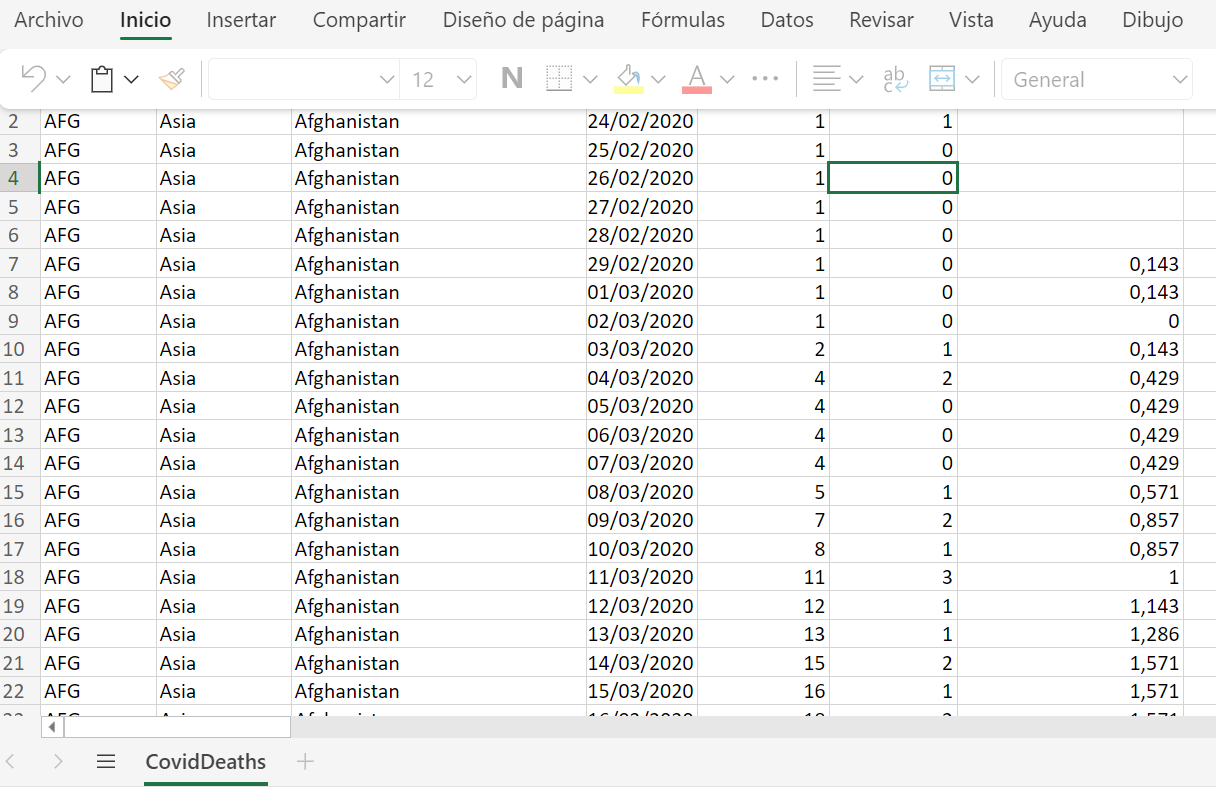 Archivo Inicio Insertar Compartir Diseño de página Fórmulas Datos Revisar Vista Ayuda Dibujo
12 N A ab c General
2 AFG Asia Afghanistan 24/02/2020 1 1
3 AFG Asia Afghanistan 25/02/2020 1 0
4 AFG Asia Afghanistan 26/02/2020 1 0
5 AFG Asia Afghanistan 27/02/2020 1 0
6 AFG Asia Afghanistan 28/02/2020 1 0
7 AFG Asia Afghanistan 29/02/2020 1 0 0,143
8 AFG Asia Afghanistan 01/03/2020 1 0 0,143
9 AFG Asia Afghanistan 02/03/2020 1 0 0
10 AFG Asia Afghanistan 03/03/2020 2 1 0,143
11 AFG Asia Afghanistan 04/03/2020 4 2 0,429
12 AFG Asia Afghanistan 05/03/2020 4 0 0,429
13 AFG Asia Afghanistan 06/03/2020 4 0 0,429
14 AFG Asia Afghanistan 07/03/2020 4 0 0,429
15 AFG Asia Afghanistan 08/03/2020 5 1 0,571
16 AFG Asia Afghanistan 09/03/2020 7 2 0,857
17 AFG Asia Afghanistan 10/03/2020 8 1 0,857
18 AFG Asia Afghanistan 11/03/2020 11 3 1
19 AFG Asia Afghanistan 12/03/2020 12 1 1,143
20 AFG Asia Afghanistan 13/03/2020 13 1 1,286
21 AFG Asia Afghanistan 14/03/2020 15 2 1,571
22 AFG Asia Afghanistan 15/03/2020 16 1 1,571
CovidDeaths